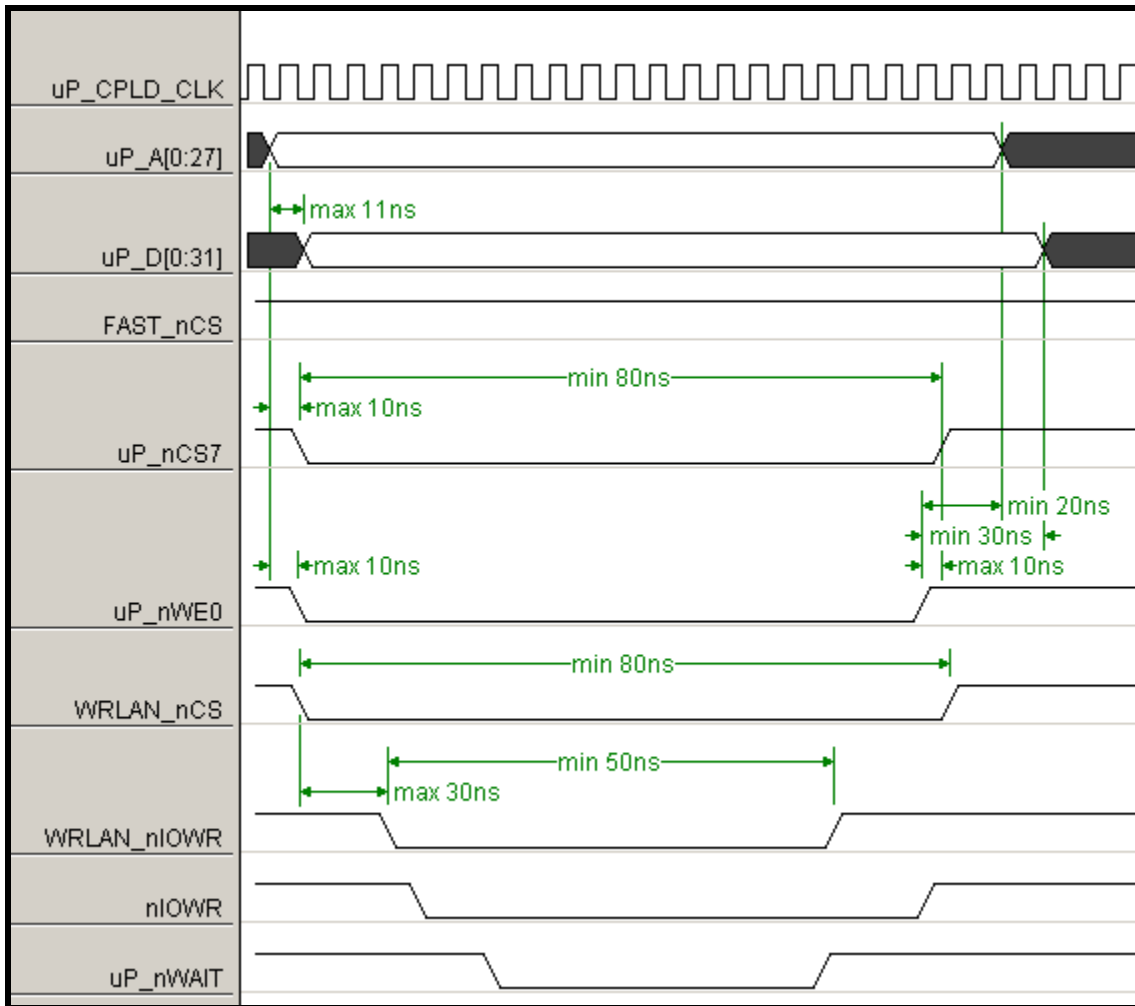 uP_CPLD_CLK
uP_A[0:27]
max 11ns
uP_D[0:31]
FAST_nCS
min 80ns
max 10ns
uP_nCS7
min 20ns
min 30ns
max 10ns
max 10ns
uP_nWE0
min 80ns
WRLAN_nCS
min 50ns
max 30ns
WRLAN_nIOWR
nIOWR
uP_nWAIT